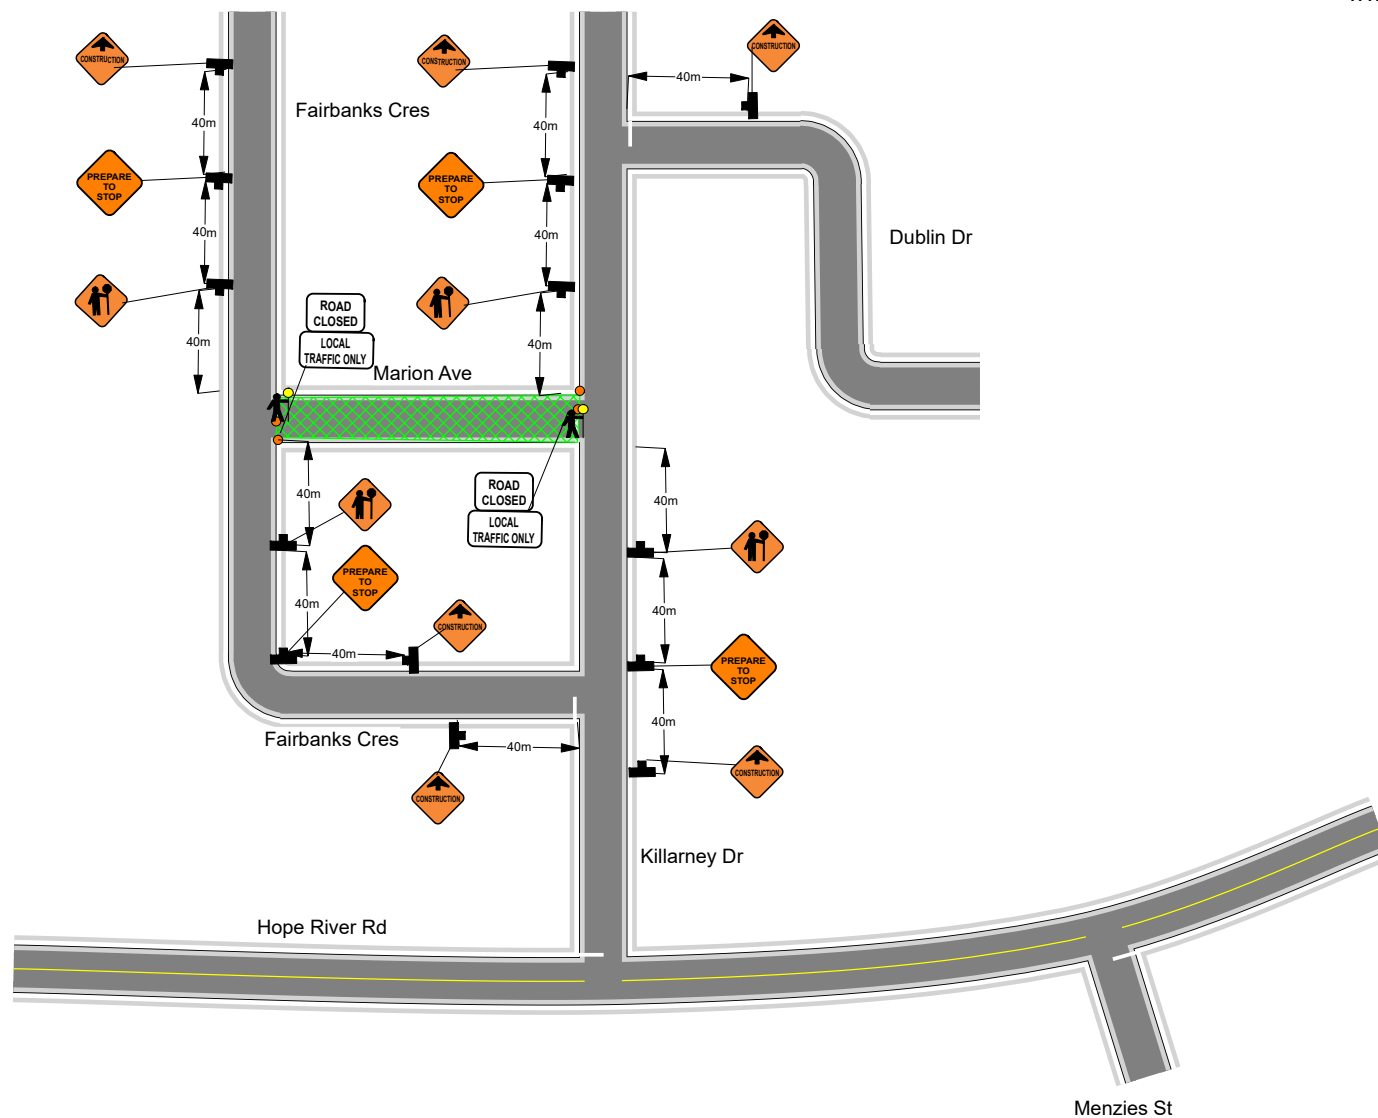 CONSTRUCTION
CONSTRUCTION
CONSTRUCTION
40m
Fairbanks Cres
40m
40m
PREPARE
TO
STOP
PREPARE
TO
STOP
40m
40m
Dublin Dr
ROAD
CLOSED
LOCAL
TRAFFIC ONLY
40m
40m
Marion Ave
ROAD
CLOSED
LOCAL
TRAFFIC ONLY
40m
40m
PREPARE
TO
STOP
40m
40m
CONSTRUCTION
40m
PREPARE
TO
STOP
40m
Fairbanks Cres
40m
CONSTRUCTION
CONSTRUCTION
Killarney Dr
Hope River Rd
Menzies St